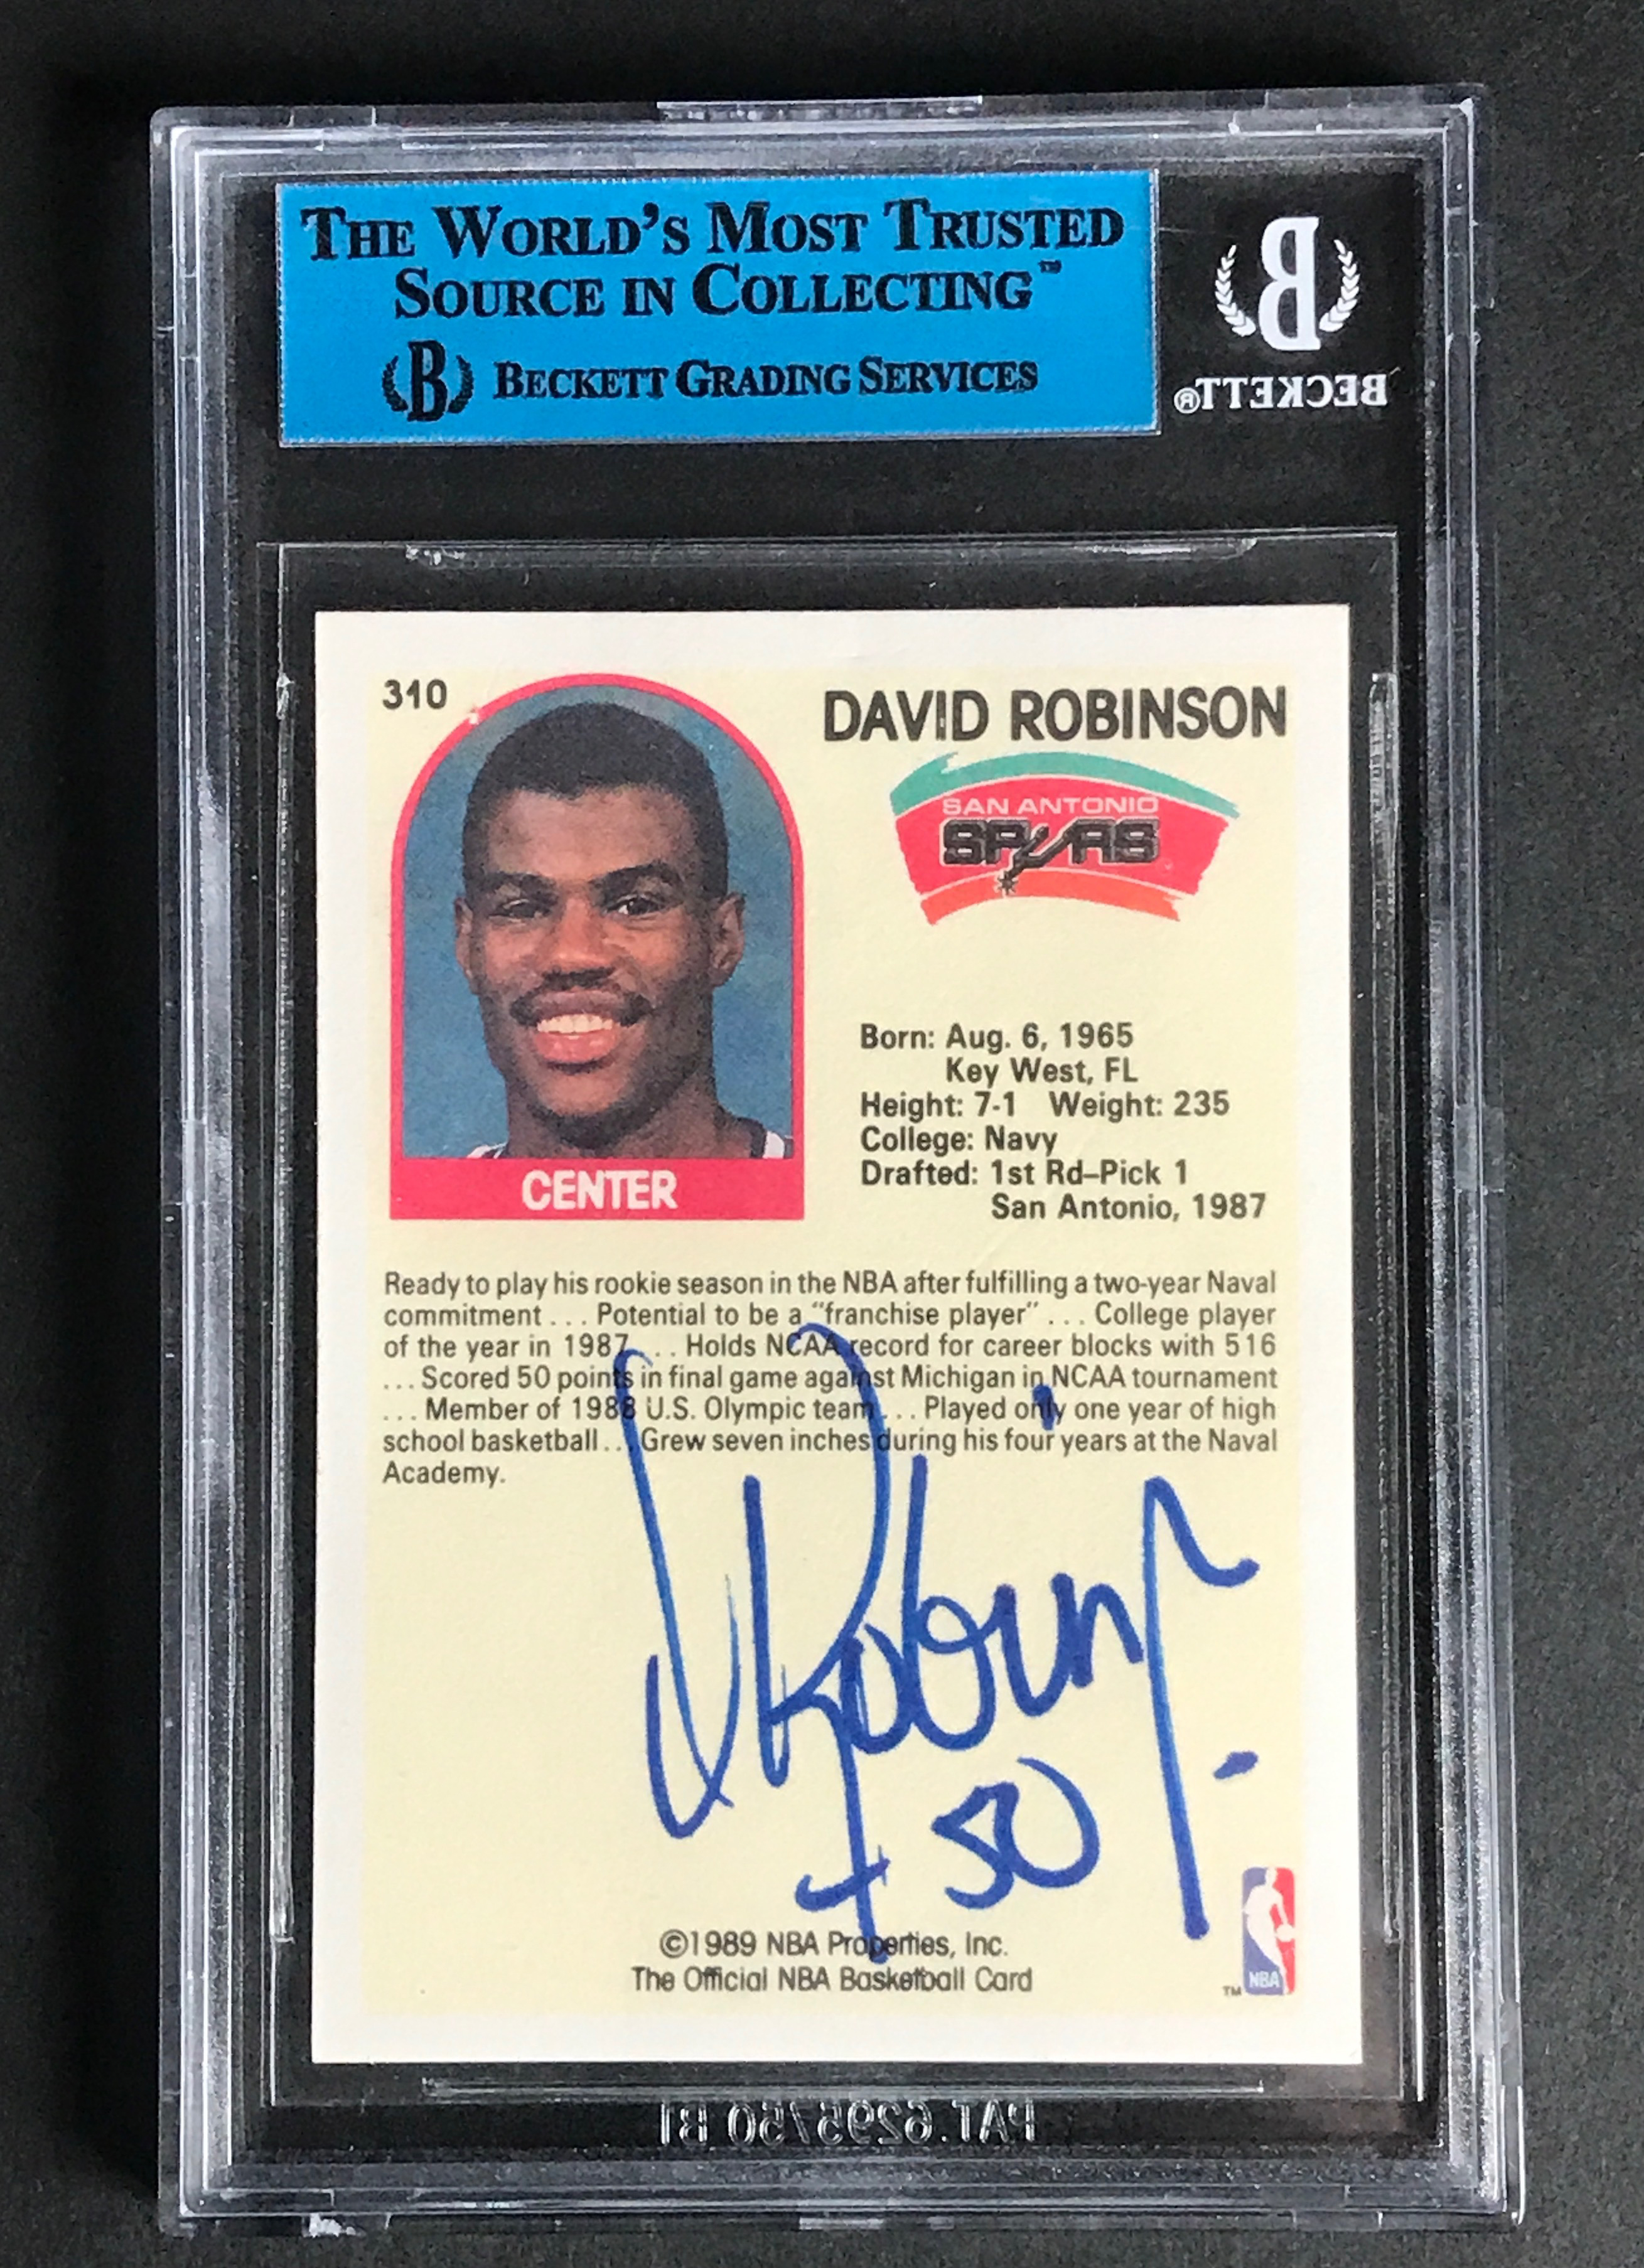 THE WORLD'S MOST TRUSTED
SOURCE IN COLLECTING™
B BECKETT GRADING SERVICES
B
BECKETT®
310
DAVID ROBINSON
SAN ANTONIO
SPURS
Born: Aug. 6, 1965
Key West, FL
Height: 7-1 Weight: 235
College: Navy
Drafted: 1st Rd–Pick 1
San Antonio, 1987
CENTER
Ready to play his rookie season in the NBA after fulfilling a two-year Naval
commitment . . . Potential to be a "franchise player" . . . College player
of the year in 1987 . . . Holds NCAA record for career blocks with 516
. . . Scored 50 points in final game against Michigan in NCAA tournament
. . . Member of 1988 U.S. Olympic team . . . Played only one year of high
school basketball . . . Grew seven inches during his four years at the Naval
Academy.
D Robinson
50
©1989 NBA Properties, Inc.
The Official NBA Basketball Card
TM NBA
PAT.6295750 B1